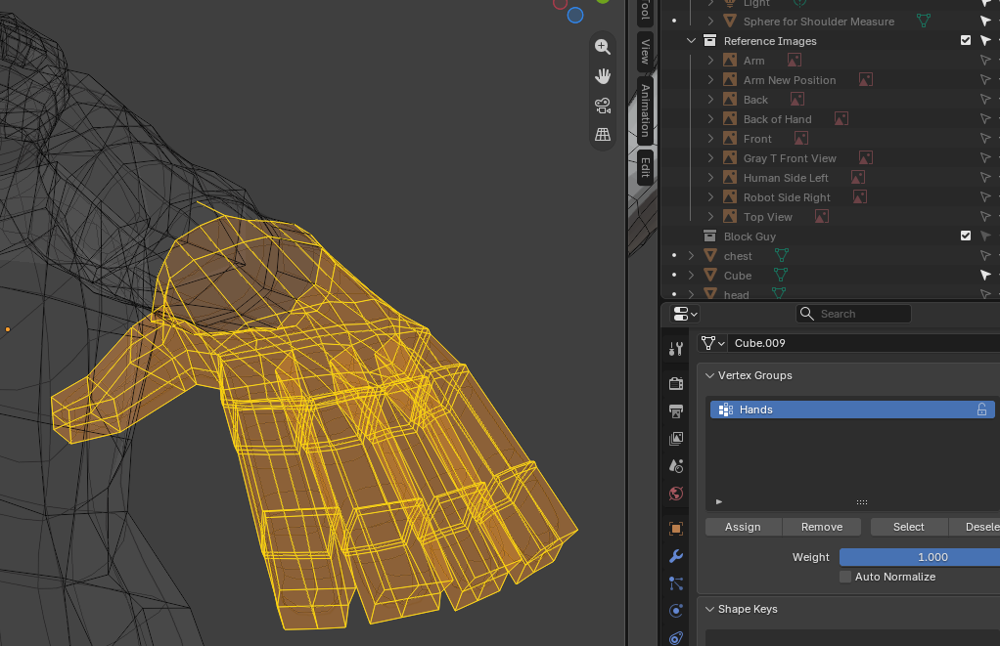 Light
Sphere for Shoulder Measure
Reference Images
Arm
Arm New Position
Back
Back of Hand
Front
Gray T Front View
Human Side Left
Robot Side Right
Top View
Block Guy
chest
Cube
head
Tool
View
Animation
Edit
Search
Cube.009
Vertex Groups
Hands
Assign Remove Select Desele
Weight 1.000
Auto Normalize
Shape Keys